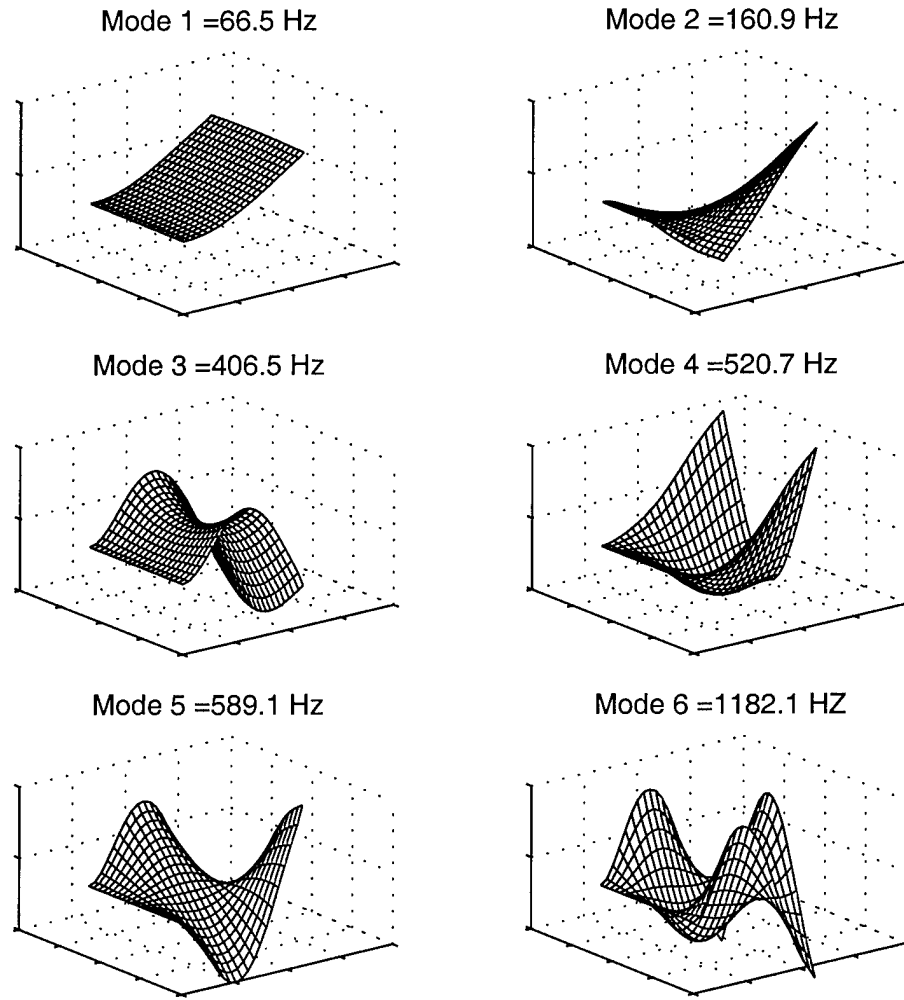 Mode 1 =66.5 Hz
Mode 2 =160.9 Hz
Mode 3 =406.5 Hz
Mode 4 =520.7 Hz
Mode 5 =589.1 Hz
Mode 6 =1182.1 HZ